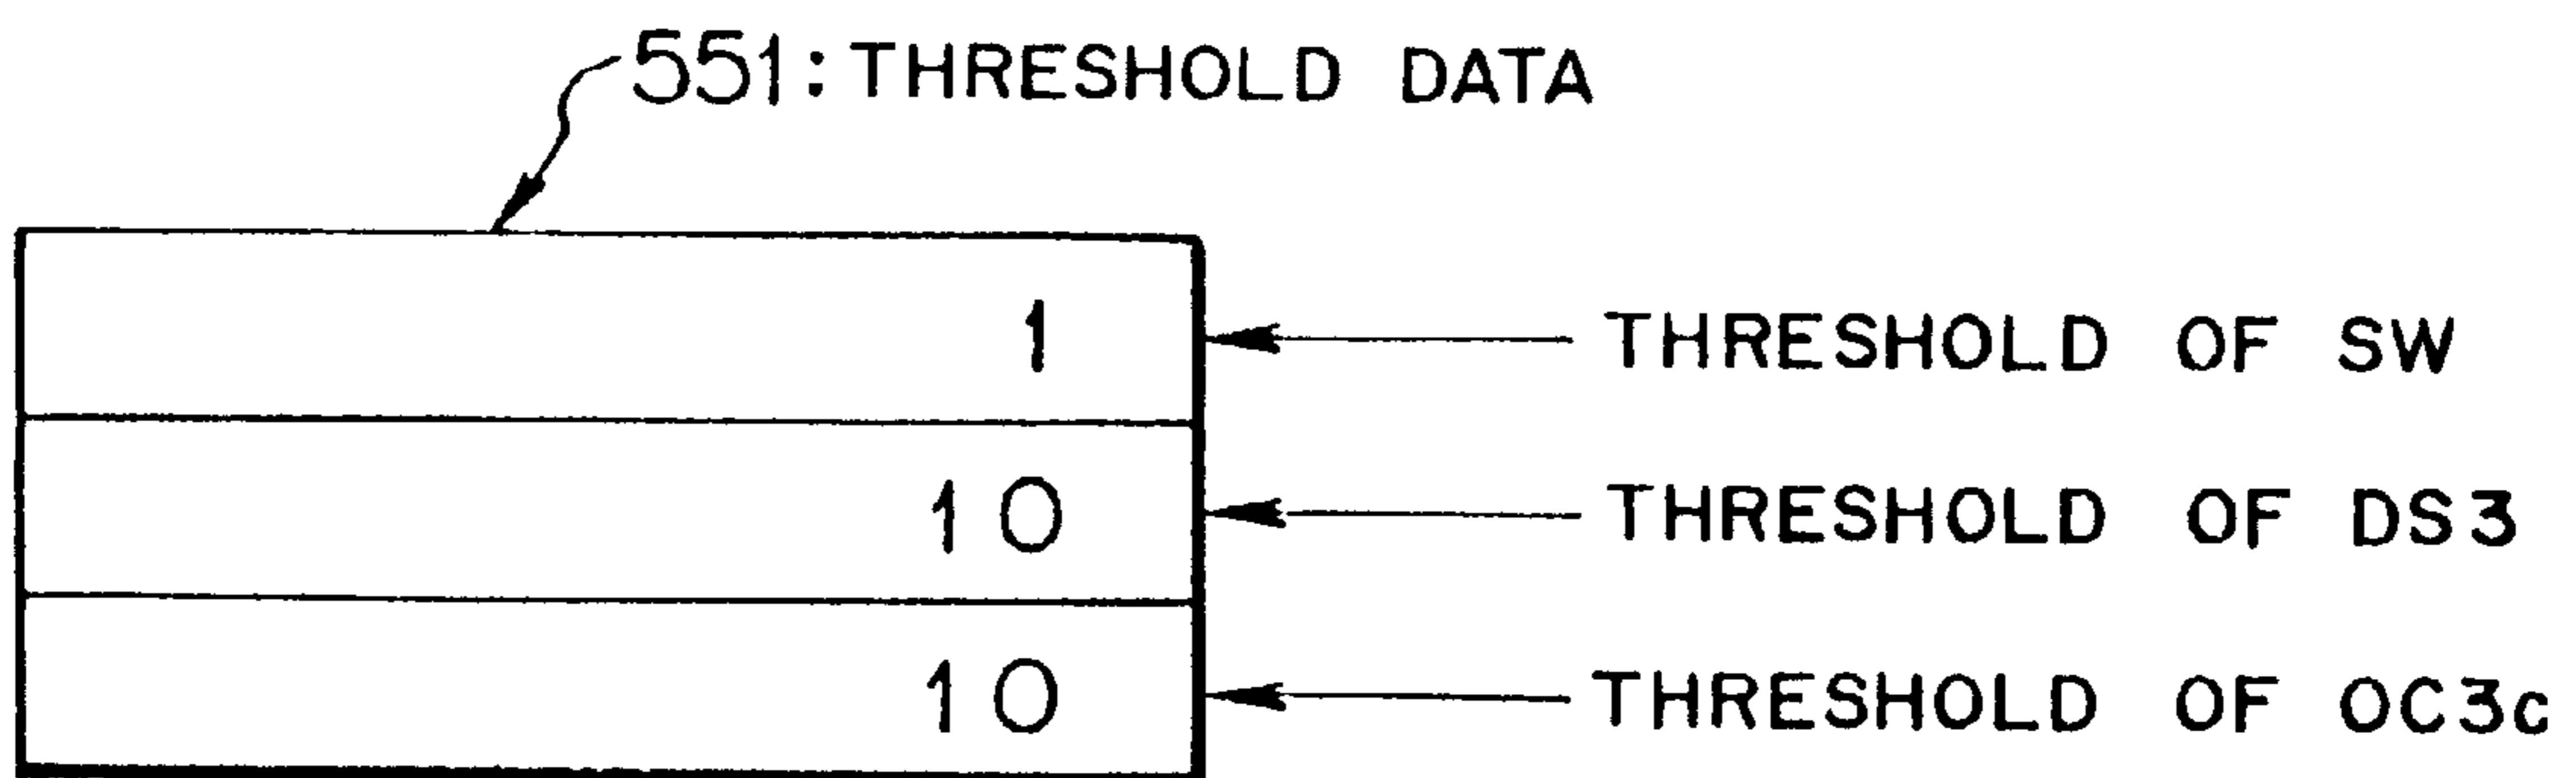 551: THRESHOLD DATA
1 THRESHOLD OF SW
10 THRESHOLD OF DS3
10 THRESHOLD OF OC3c